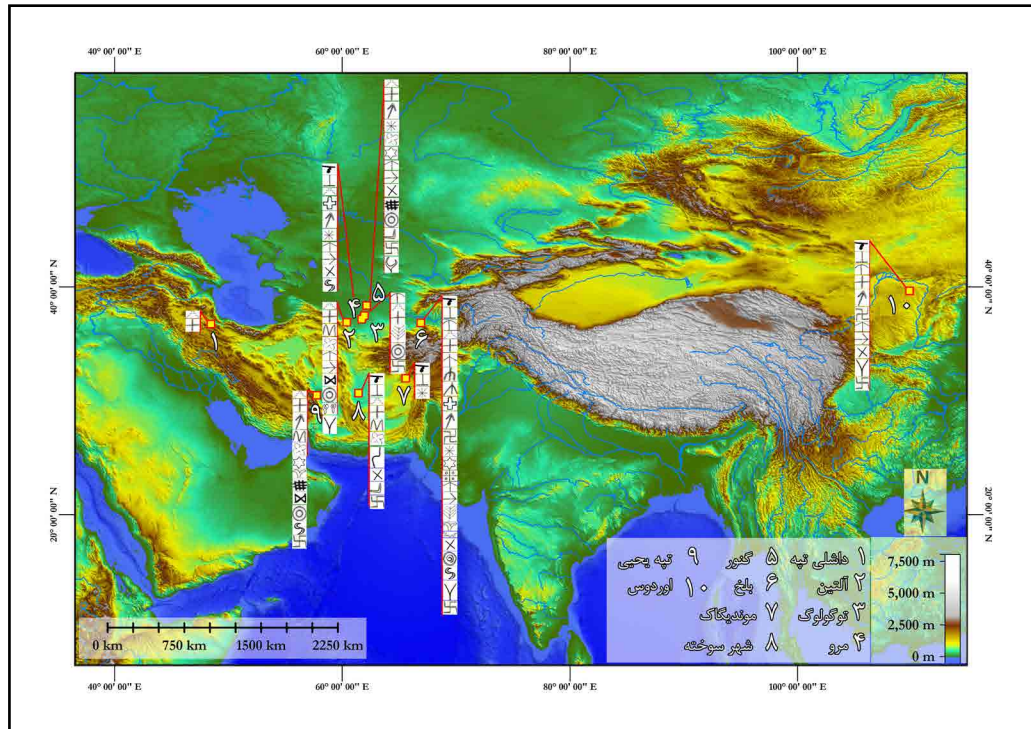 40° 00' 00" E
60° 00' 00" E
80° 00' 00" E
100° 00' 00" E
40° 00' 00" N
20° 00' 00" N
40° 00' 00" N
20° 00' 00" N
۱
۲
۳
۴
۵
۶
۷
۸
۹
۱۰
N
۱ داشلی تپه ۵ گنور ۹ تپه یحیی
۲ آلتین ۶ بلخ ۱۰ اوردوس
۳ توگولوگ ۷ موندیگاک
۴ مرو ۸ شهر سوخته
7,500 m
5,000 m
2,500 m
0 m
0 km 750 km 1500 km 2250 km
40° 00' 00" E
60° 00' 00" E
80° 00' 00" E
100° 00' 00" E